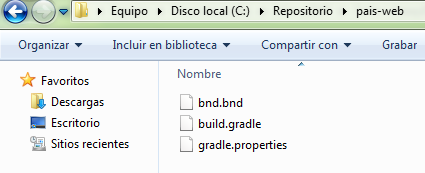 Equipo ▸ Disco local (C:) ▸ Repositorio ▸ pais-web
Organizar Incluir en biblioteca Compartir con Grabar
Nombre
Favoritos
Descargas
Escritorio
Sitios recientes
bnd.bnd
build.gradle
gradle.properties